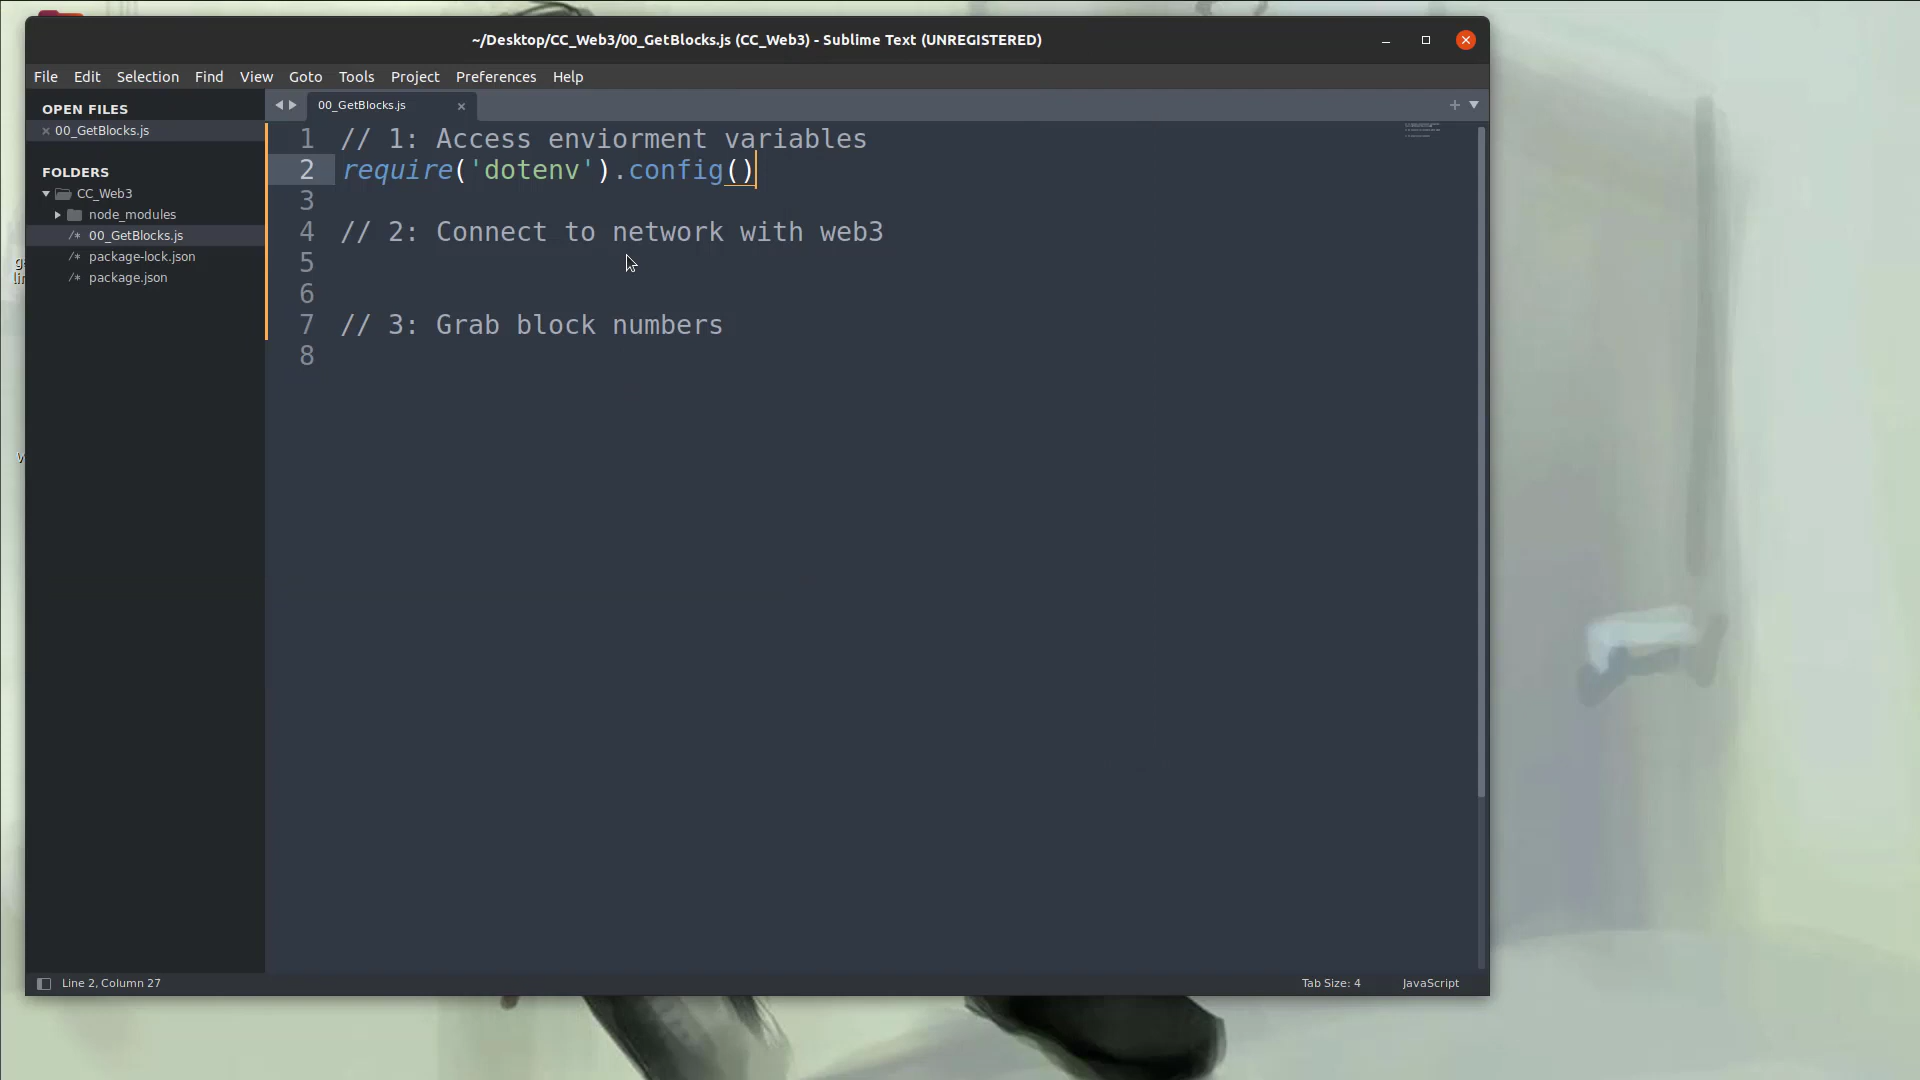 ~/Desktop/CC_Web3/00_GetBlocks.js (CC_Web3) - Sublime Text (UNREGISTERED)
File Edit Selection Find View Goto Tools Project Preferences Help
OPEN FILES
00_GetBlocks.js
FOLDERS
CC_Web3
node_modules
/* 00_GetBlocks.js
/* package-lock.json
/* package.json
00_GetBlocks.js
1 // 1: Access enviorment variables
2 require('dotenv').config()
3
4 // 2: Connect to network with web3
5
6
7 // 3: Grab block numbers
8
Line 2, Column 27
Tab Size: 4
JavaScript